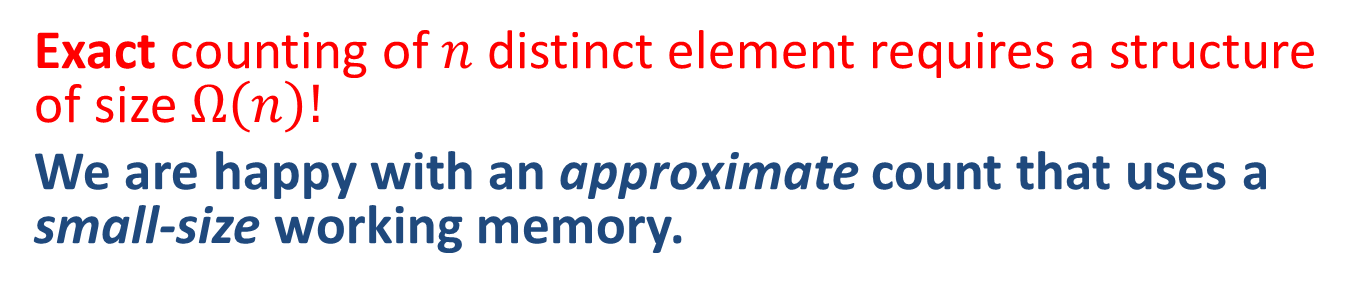 Exact counting of n distinct element requires a structure
of size Ω(n)!
We are happy with an approximate count that uses a
small-size working memory.